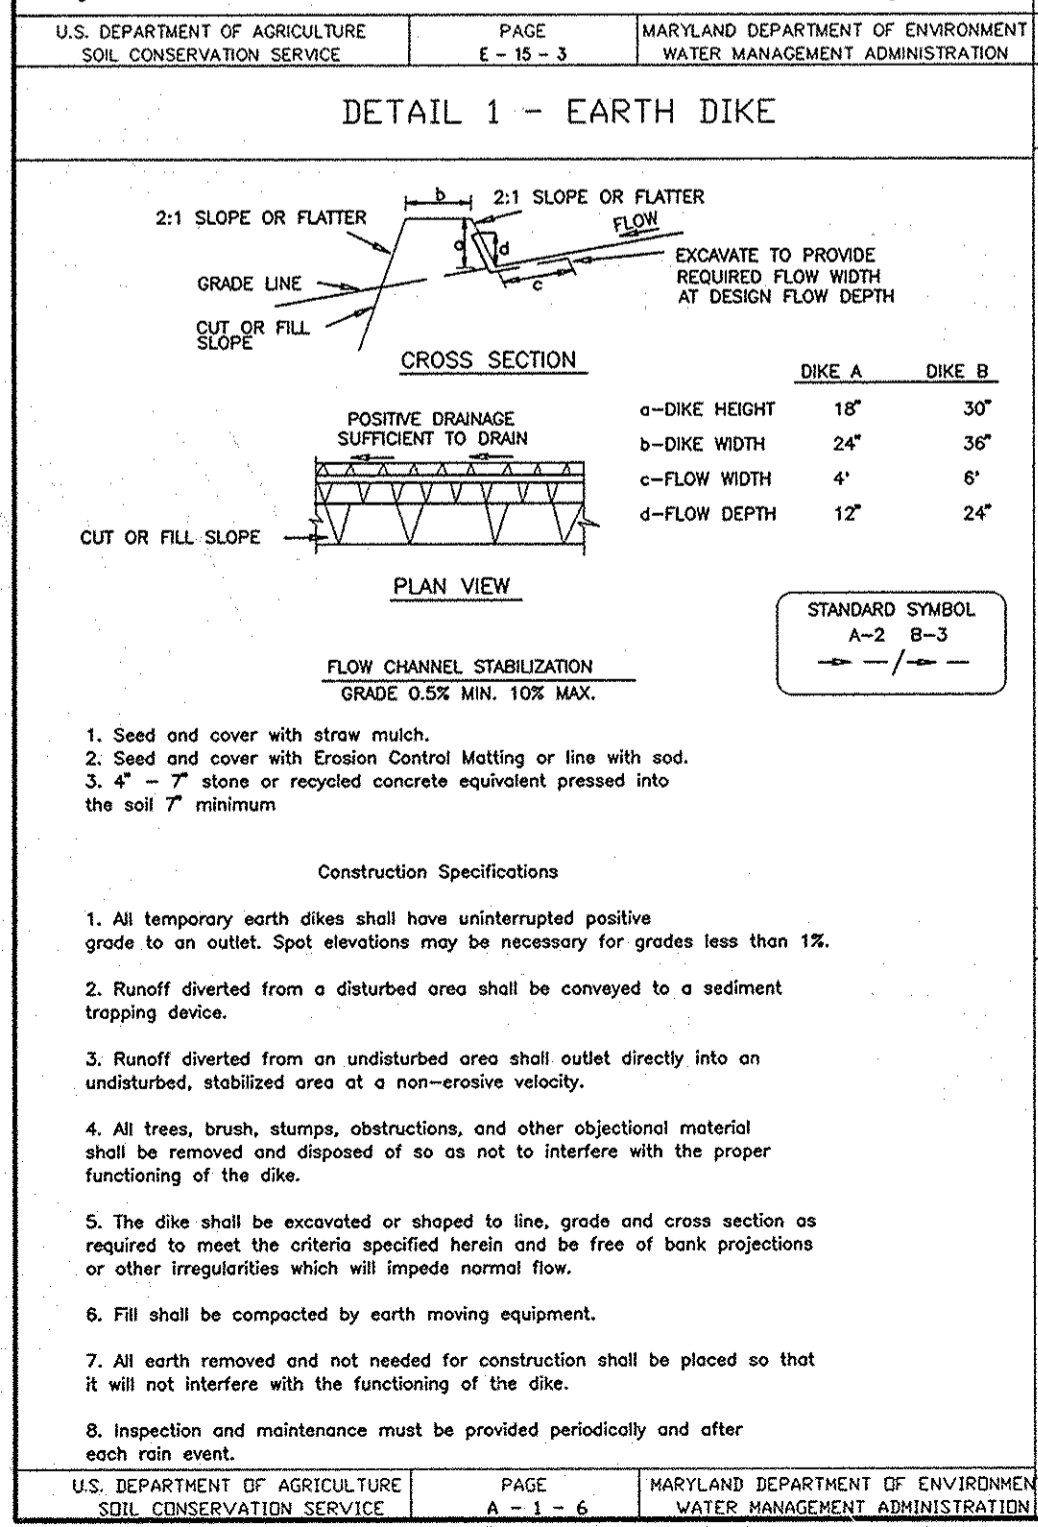 U.S. DEPARTMENT OF AGRICULTURE
SOIL CONSERVATION SERVICE
PAGE
E - 15 - 3
MARYLAND DEPARTMENT OF ENVIRONMENT
WATER MANAGEMENT ADMINISTRATION
DETAIL 1 - EARTH DIKE
b
2:1 SLOPE OR FLATTER
2:1 SLOPE OR FLATTER
FLOW
a
d
EXCAVATE TO PROVIDE
REQUIRED FLOW WIDTH
AT DESIGN FLOW DEPTH
GRADE LINE
c
CUT OR FILL
SLOPE
CROSS SECTION
DIKE A DIKE B
a-DIKE HEIGHT 18" 30"
b-DIKE WIDTH 24" 36"
c-FLOW WIDTH 4' 6'
d-FLOW DEPTH 12" 24"
POSITIVE DRAINAGE
SUFFICIENT TO DRAIN
CUT OR FILL SLOPE
PLAN VIEW
STANDARD SYMBOL
A-2 B-3
FLOW CHANNEL STABILIZATION
GRADE 0.5% MIN. 10% MAX.
1. Seed and cover with straw mulch.
2. Seed and cover with Erosion Control Matting or line with sod.
3. 4" - 7" stone or recycled concrete equivalent pressed into
the soil 7" minimum
Construction Specifications
1. All temporary earth dikes shall have uninterrupted positive
grade to an outlet. Spot elevations may be necessary for grades less than 1%.
2. Runoff diverted from a disturbed area shall be conveyed to a sediment
trapping device.
3. Runoff diverted from an undisturbed area shall outlet directly into an
undisturbed, stabilized area at a non-erosive velocity.
4. All trees, brush, stumps, obstructions, and other objectional material
shall be removed and disposed of so as not to interfere with the proper
functioning of the dike.
5. The dike shall be excavated or shaped to line, grade and cross section as
required to meet the criteria specified herein and be free of bank projections
or other irregularities which will impede normal flow.
6. Fill shall be compacted by earth moving equipment.
7. All earth removed and not needed for construction shall be placed so that
it will not interfere with the functioning of the dike.
8. Inspection and maintenance must be provided periodically and after
each rain event.
U.S. DEPARTMENT OF AGRICULTURE
SOIL CONSERVATION SERVICE
PAGE
A - 1 - 6
MARYLAND DEPARTMENT OF ENVIRONMEN
WATER MANAGEMENT ADMINISTRATION